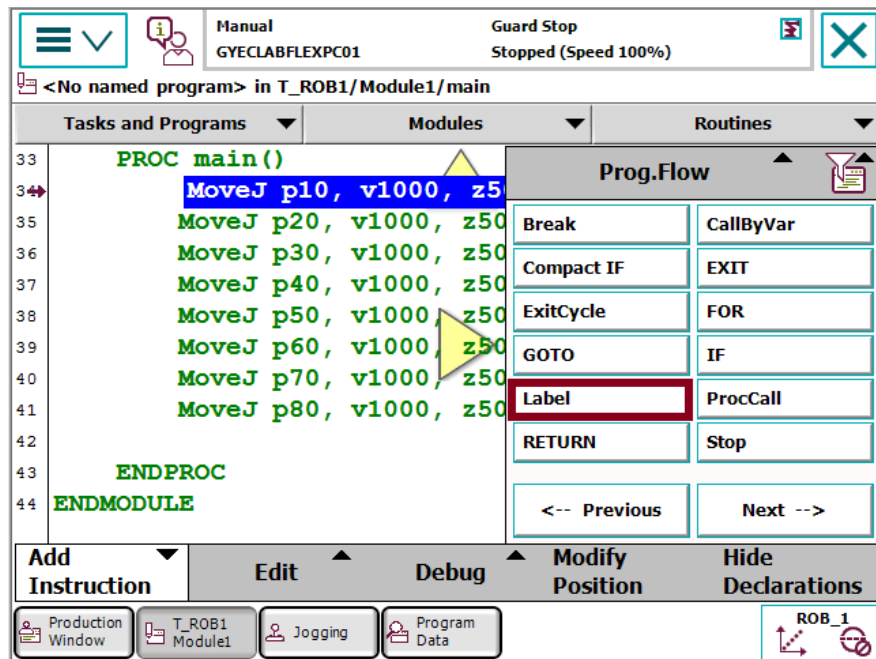 Manual
Guard Stop
GYECLABFLEXPC01
Stopped (Speed 100%)
<No named program> in T_ROB1/Module1/main
Tasks and Programs
Modules
Routines
33 PROC main()
34 MoveJ p10, v1000, z50
35 MoveJ p20, v1000, z50
36 MoveJ p30, v1000, z50
37 MoveJ p40, v1000, z50
38 MoveJ p50, v1000, z50
39 MoveJ p60, v1000, z50
40 MoveJ p70, v1000, z50
41 MoveJ p80, v1000, z50
42
43 ENDPROC
44 ENDMODULE
Prog.Flow
Break CallByVar
Compact IF EXIT
ExitCycle FOR
GOTO IF
Label ProcCall
RETURN Stop
<-- Previous Next -->
Add Instruction
Edit
Debug
Modify Position
Hide Declarations
Production Window
T_ROB1 Module1
Jogging
Program Data
ROB_1